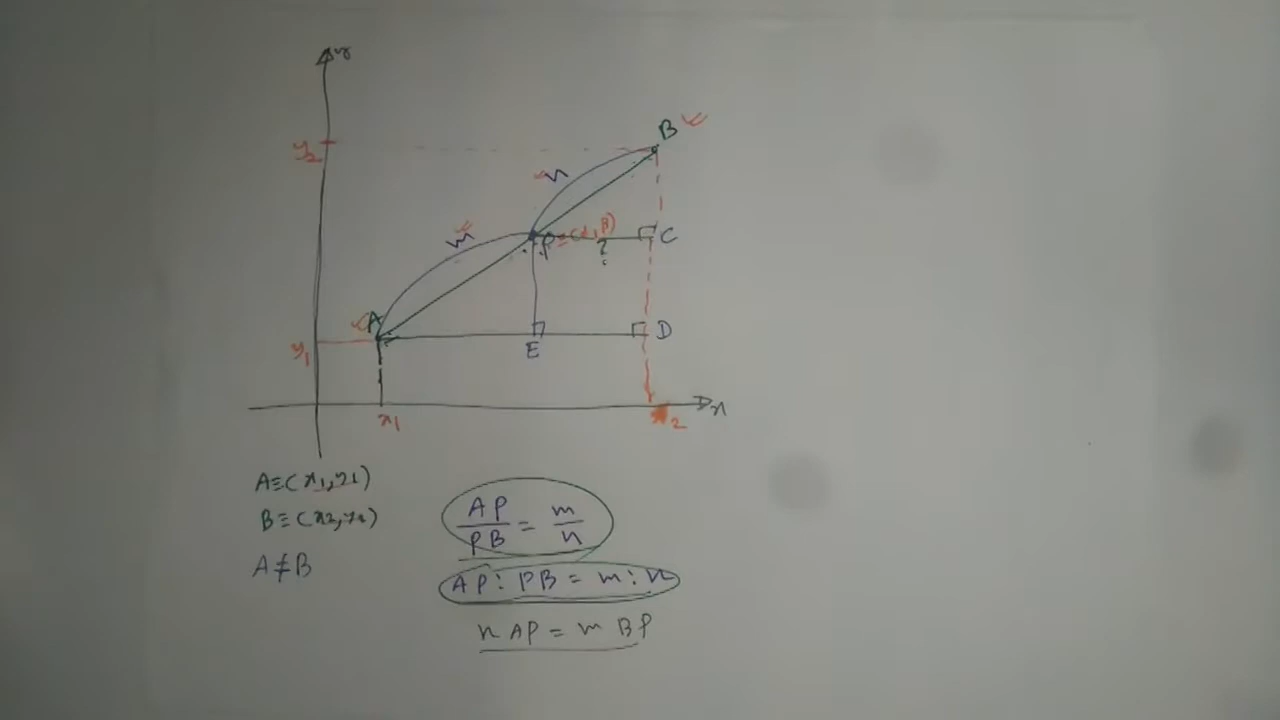 y
y₂
B
n
m
P≡(α,β)
C
?
A
y₁
E
D
x₁
x₂
x
A≡(x₁,y₁)
B≡(x₂,y₂)
A≠B
AP/PB = m/n
AP : PB = m : n
n AP = m BP